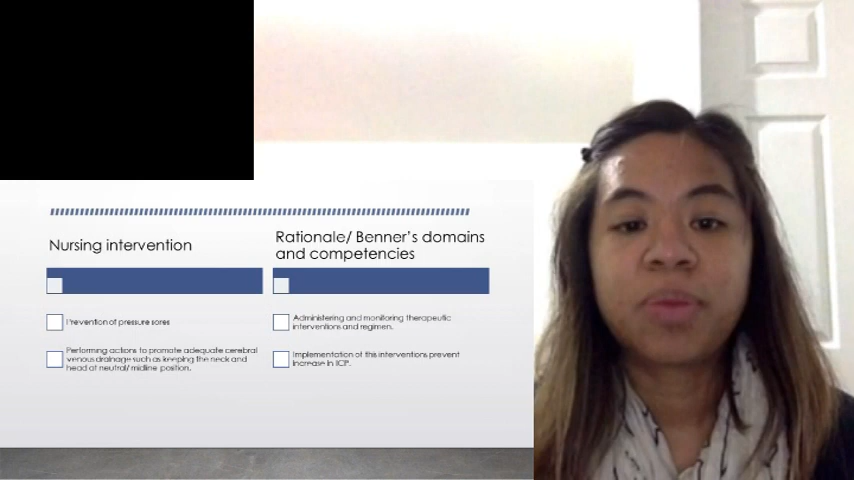 Nursing intervention
Rationale/ Benner's domains
and competencies
Prevention of pressure sores
Administering and monitoring therapeutic
interventions and regimen.
Performing actions to promote adequate cerebral
venous drainage such as keeping the neck and
head at neutral/ midline position.
Implementation of this interventions prevent
increase in ICP.